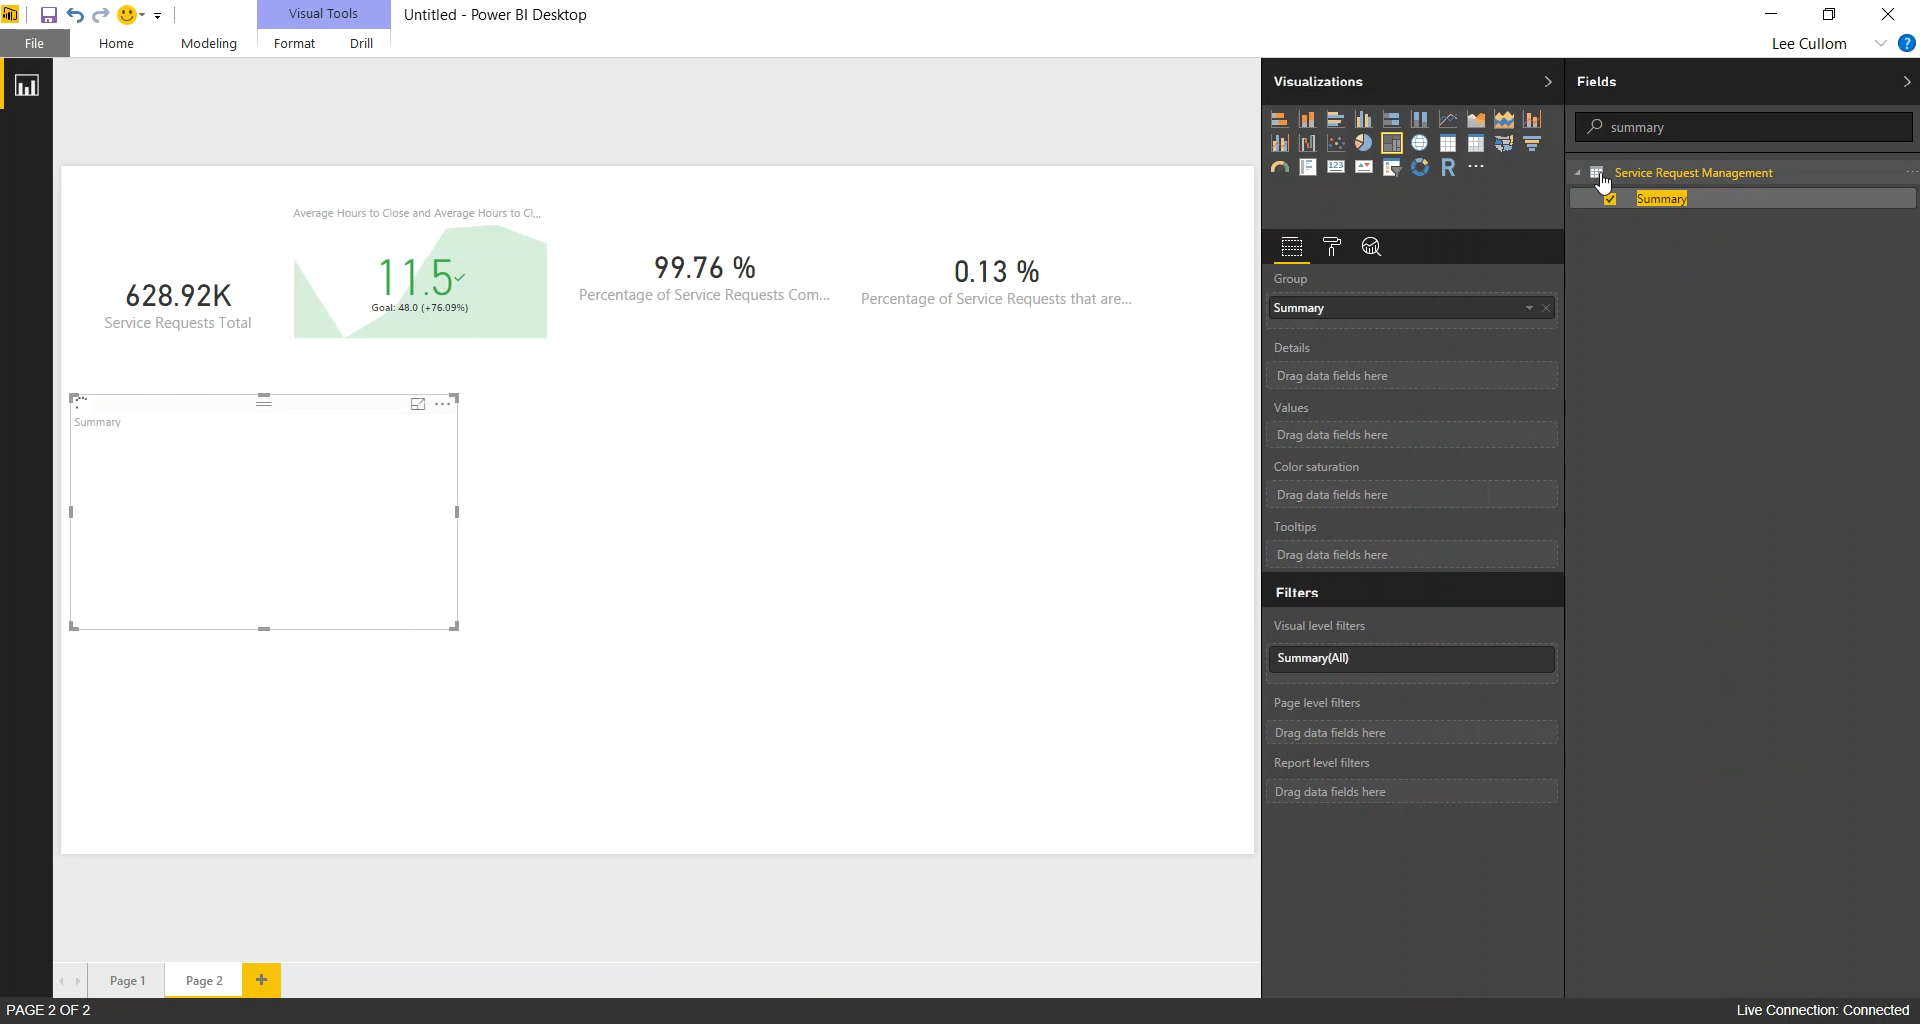 Visual Tools
Untitled - Power BI Desktop
File
Home
Modeling
Format
Drill
Lee Cullom
?
Visualizations
Fields
summary
123
R
Service Request Management
Summary
Average Hours to Close and Average Hours to Cl...
11.5
Goal: 48.0 (+76.09%)
628.92K
Service Requests Total
99.76 %
Percentage of Service Requests Com...
0.13 %
Percentage of Service Requests that are...
Summary
Group
Summary
Details
Drag data fields here
Values
Drag data fields here
Color saturation
Drag data fields here
Tooltips
Drag data fields here
Filters
Visual level filters
Summary(All)
Page level filters
Drag data fields here
Report level filters
Drag data fields here
Page 1
Page 2
+
PAGE 2 OF 2
Live Connection: Connected